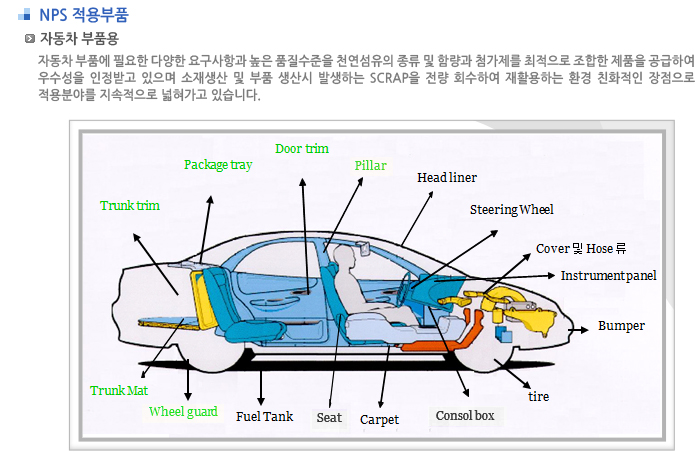 NPS 적용부품
자동차 부품용
자동차 부품에 필요한 다양한 요구사항과 높은 품질수준을 천연섬유의 종류 및 함량과 첨가제를 최적으로 조합한 제품을 공급하여
우수성을 인정받고 있으며 소재생산 및 부품 생산시 발생하는 SCRAP을 전량 회수하여 재활용하는 환경 친화적인 장점으로
적용분야를 지속적으로 넓혀가고 있습니다.
Door trim
Package tray
Pillar
Head liner
Trunk trim
Steering Wheel
Cover 및 Hose 류
Instrument panel
Bumper
Trunk Mat
tire
Wheel guard
Fuel Tank
Seat
Carpet
Consol box